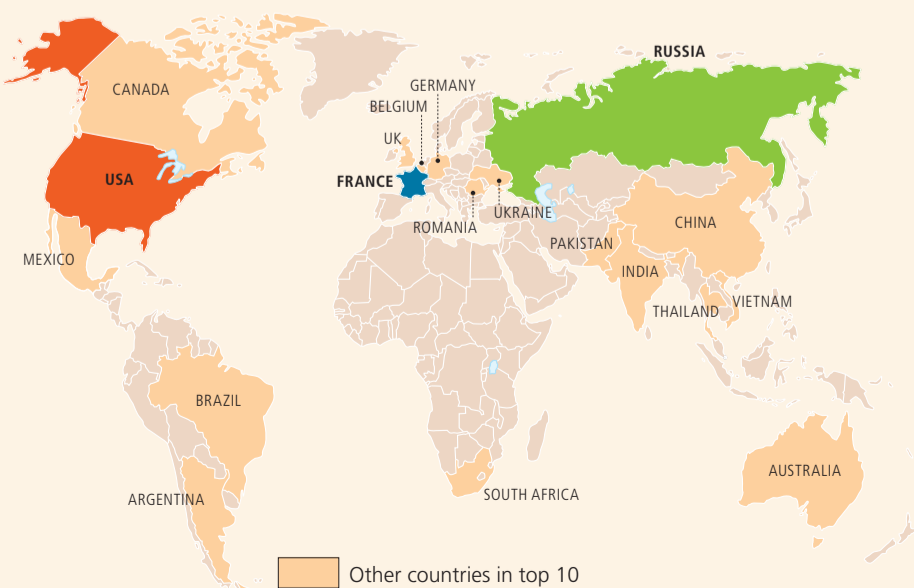 RUSSIA
GERMANY
CANADA
BELGIUM
UK
USA
FRANCE
UKRAINE
ROMANIA
CHINA
PAKISTAN
MEXICO
INDIA
VIETNAM
THAILAND
BRAZIL
AUSTRALIA
ARGENTINA
SOUTH AFRICA
Other countries in top 10